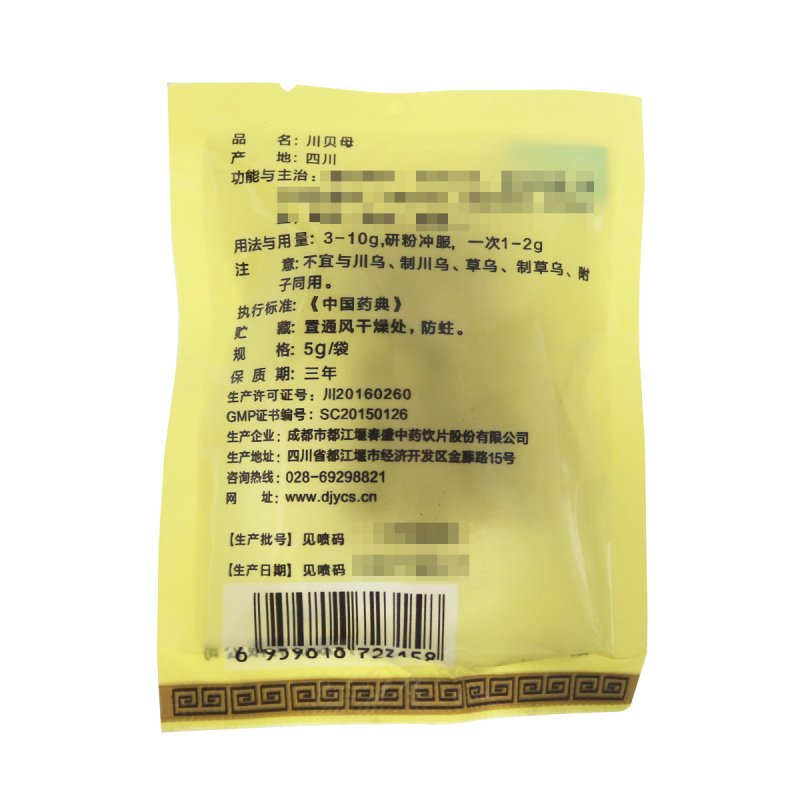 品 名：川贝母
产 地：四川
功能与主治：
用法与用量：3-10g,研粉冲服，一次1-2g
注 意：不宜与川乌、制川乌、草乌、制草乌、附
子同用。
执行标准：《中国药典》
贮 藏：置通风干燥处，防蛀。
规 格：5g/袋
保 质 期：三年
生产许可证号：川20160260
GMP证书编号：SC20150126
生产企业：成都市都江堰春盛中药饮片股份有限公司
生产地址：四川省都江堰市经济开发区金藤路15号
咨询热线：028-69298821
网 址：www.djycs.cn
【生产批号】见喷码
【生产日期】见喷码
6 959010 723458